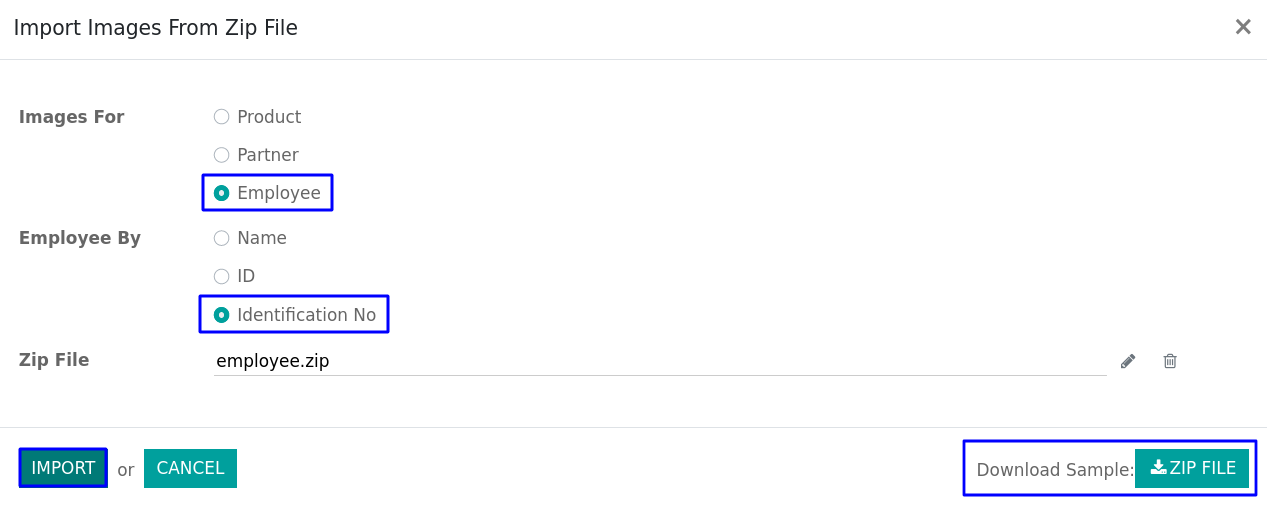 Import Images From Zip File
Images For
Product
Partner
Employee
Employee By
Name
ID
Identification No
Zip File
employee.zip
IMPORT or CANCEL
Download Sample: ZIP FILE